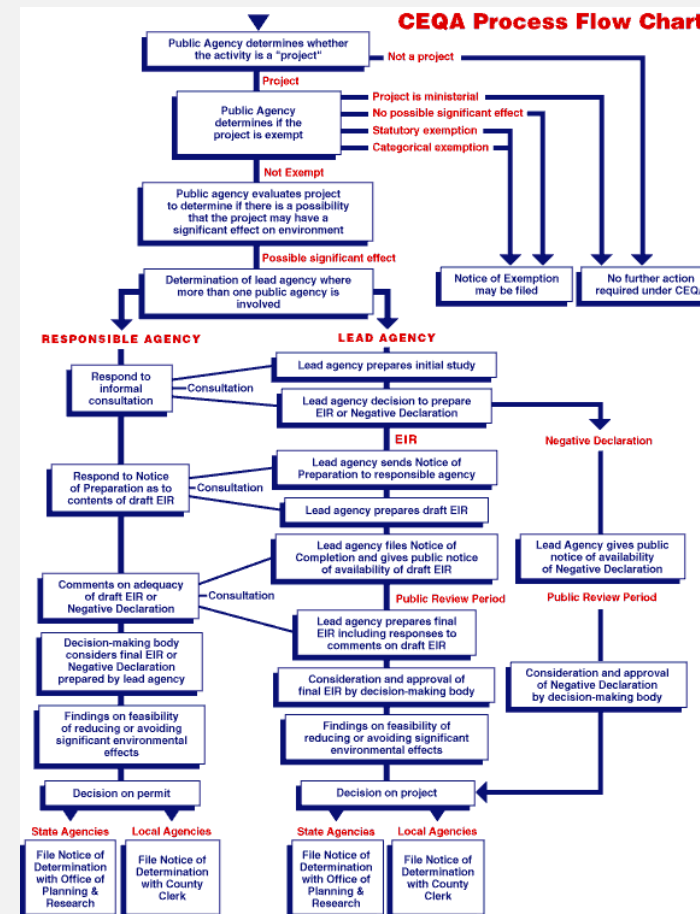 CEQA Process Flow Chart
Public Agency determines whether
the activity is a "project"
Not a project
Project
Public Agency
determines if the
project is exempt
Project is ministerial
No possible significant effect
Statutory exemption
Categorical exemption
Not Exempt
Public agency evaluates project
to determine if there is a possibility
that the project may have a
significant effect on environment
Possible significant effect
Determination of lead agency where
more than one public agency is
involved
Notice of Exemption
may be filed
No further action
required under CEQA
RESPONSIBLE AGENCY
LEAD AGENCY
Respond to
informal
consultation
Consultation
Lead agency prepares initial study
Lead agency decision to prepare
EIR or Negative Declaration
EIR
Negative Declaration
Respond to Notice
of Preparation as to
contents of draft EIR
Consultation
Lead agency sends Notice of
Preparation to responsible agency
Lead agency prepares draft EIR
Lead agency files Notice of
Completion and gives public notice
of availability of draft EIR
Lead Agency gives public
notice of availability
of Negative Declaration
Comments on adequacy
of draft EIR or
Negative Declaration
Consultation
Public Review Period
Public Review Period
Lead agency prepares final
EIR including responses to
comments on draft EIR
Decision-making body
considers final EIR or
Negative Declaration
prepared by lead agency
Consideration and approval of
final EIR by decision-making body
Consideration and approval
of Negative Declaration
by decision-making body
Findings on feasibility
of reducing or avoiding
significant environmental
effects
Findings on feasibility of
reducing or avoiding significant
environmental effects
Decision on permit
Decision on project
State Agencies
Local Agencies
State Agencies
Local Agencies
File Notice of
Determination
with Office of
Planning &
Research
File Notice of
Determination
with County
Clerk
File Notice of
Determination
with Office of
Planning &
Research
File Notice of
Determination
with County
Clerk